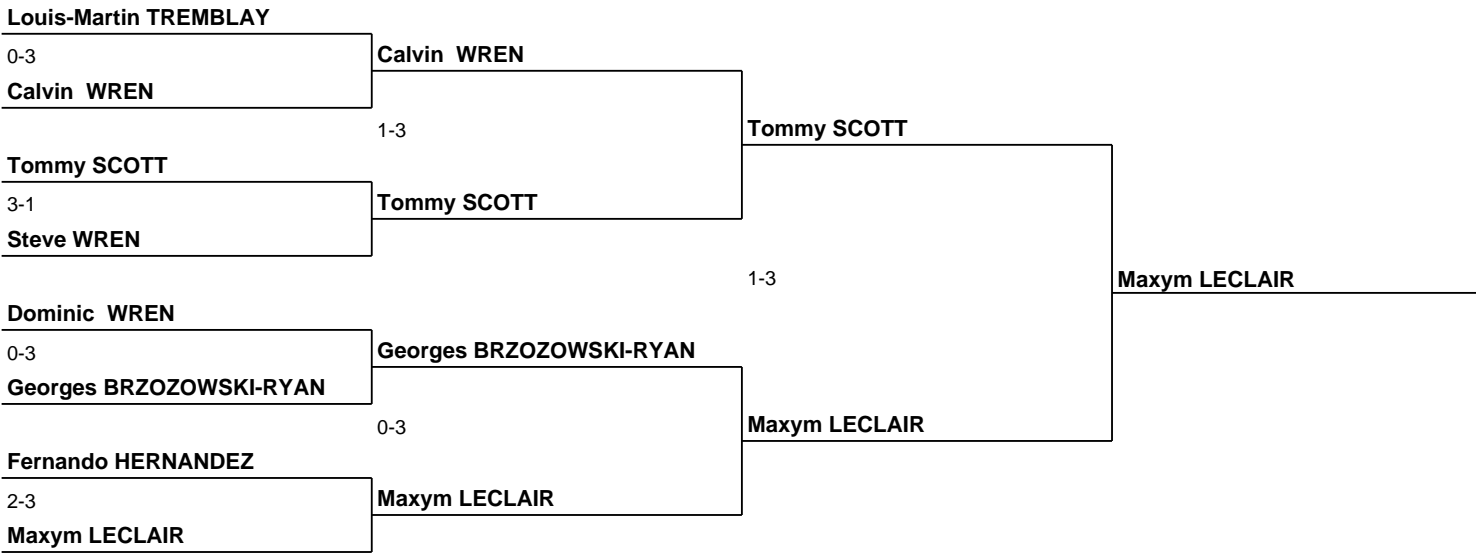 Louis-Martin TREMBLAY
0-3
Calvin  WREN
Calvin  WREN
1-3
Tommy SCOTT
Tommy SCOTT
3-1
Tommy SCOTT
Steve WREN
1-3
Maxym LECLAIR
Dominic  WREN
0-3
Georges BRZOZOWSKI-RYAN
Georges BRZOZOWSKI-RYAN
0-3
Maxym LECLAIR
Fernando HERNANDEZ
2-3
Maxym LECLAIR
Maxym LECLAIR